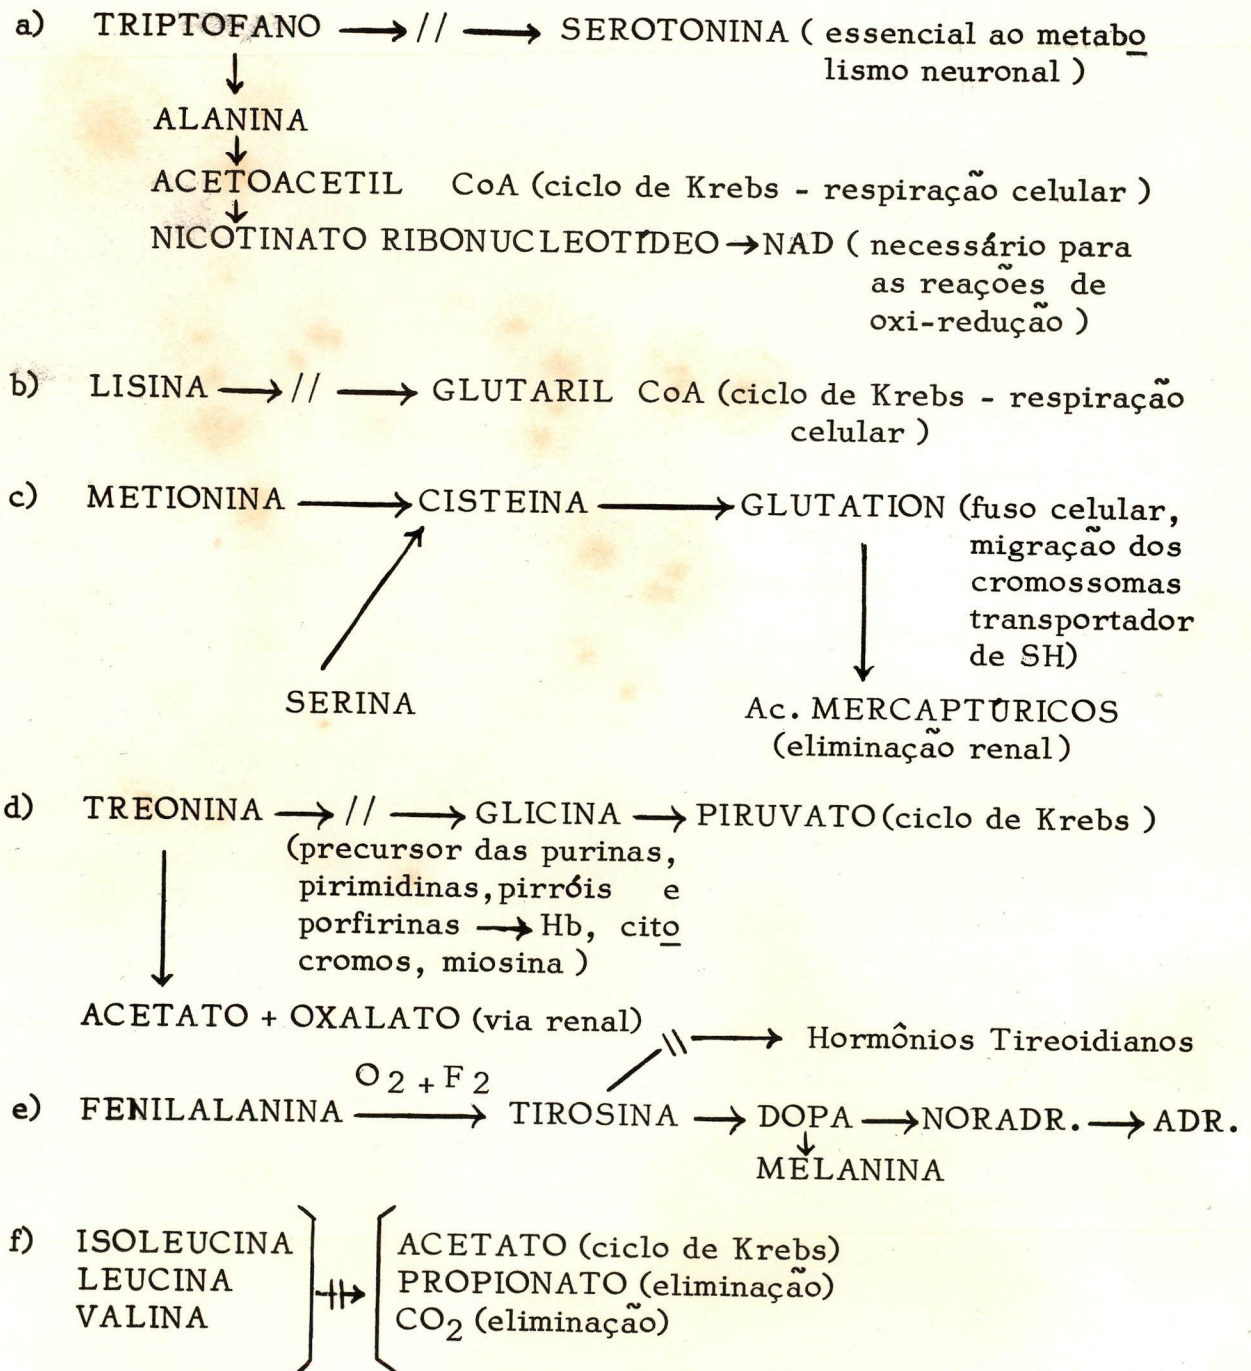 a) TRIPTOFANO → // → SEROTONINA ( essencial ao metabo
lismo neuronal )
ALANINA
ACETOACETIL CoA (ciclo de Krebs - respiração celular )
NICOTINATO RIBONUCLEOTÍDEO → NAD ( necessário para
as reações de
oxi-redução )
b) LISINA → // → GLUTARIL CoA (ciclo de Krebs - respiração
celular )
c) METIONINA → CISTEINA → GLUTATION (fuso celular,
migração dos
cromossomas
transportador
de SH)
SERINA
Ac. MERCAPTÚRICOS
(eliminação renal)
d) TREONINA → // → GLICINA → PIRUVATO (ciclo de Krebs )
(precursor das purinas,
pirimidinas, pirróis e
porfirinas → Hb, cito
cromos, miosina )
ACETATO + OXALATO (via renal)
\\ → Hormônios Tireoidianos
O2 + F2
e) FENILALANINA → TIROSINA → DOPA → NORADR. → ADR.
MELANINA
f) ISOLEUCINA ACETATO (ciclo de Krebs)
LEUCINA PROPIONATO (eliminação)
VALINA CO2 (eliminação)